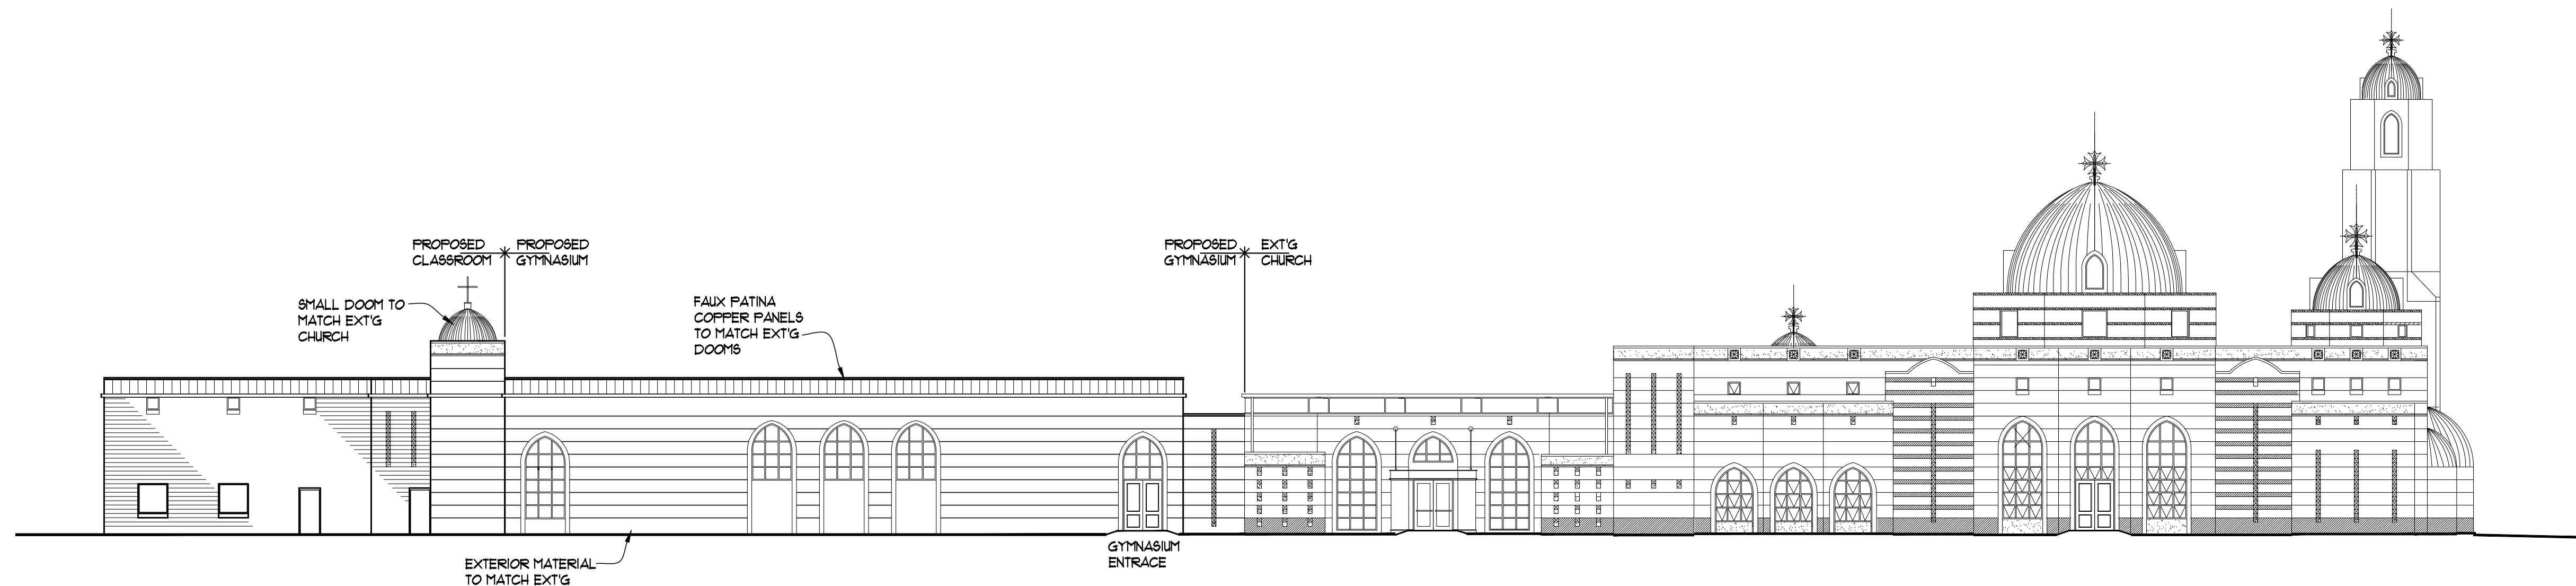 PROPOSED
CLASSROOM
PROPOSED
GYMNASIUM
PROPOSED
GYMNASIUM
EXT'G
CHURCH
SMALL DOOM TO
MATCH EXT'G
CHURCH
FAUX PATINA
COPPER PANELS
TO MATCH EXT'G
DOOMS
GYMNASIUM
ENTRACE
EXTERIOR MATERIAL
TO MATCH EXT'G